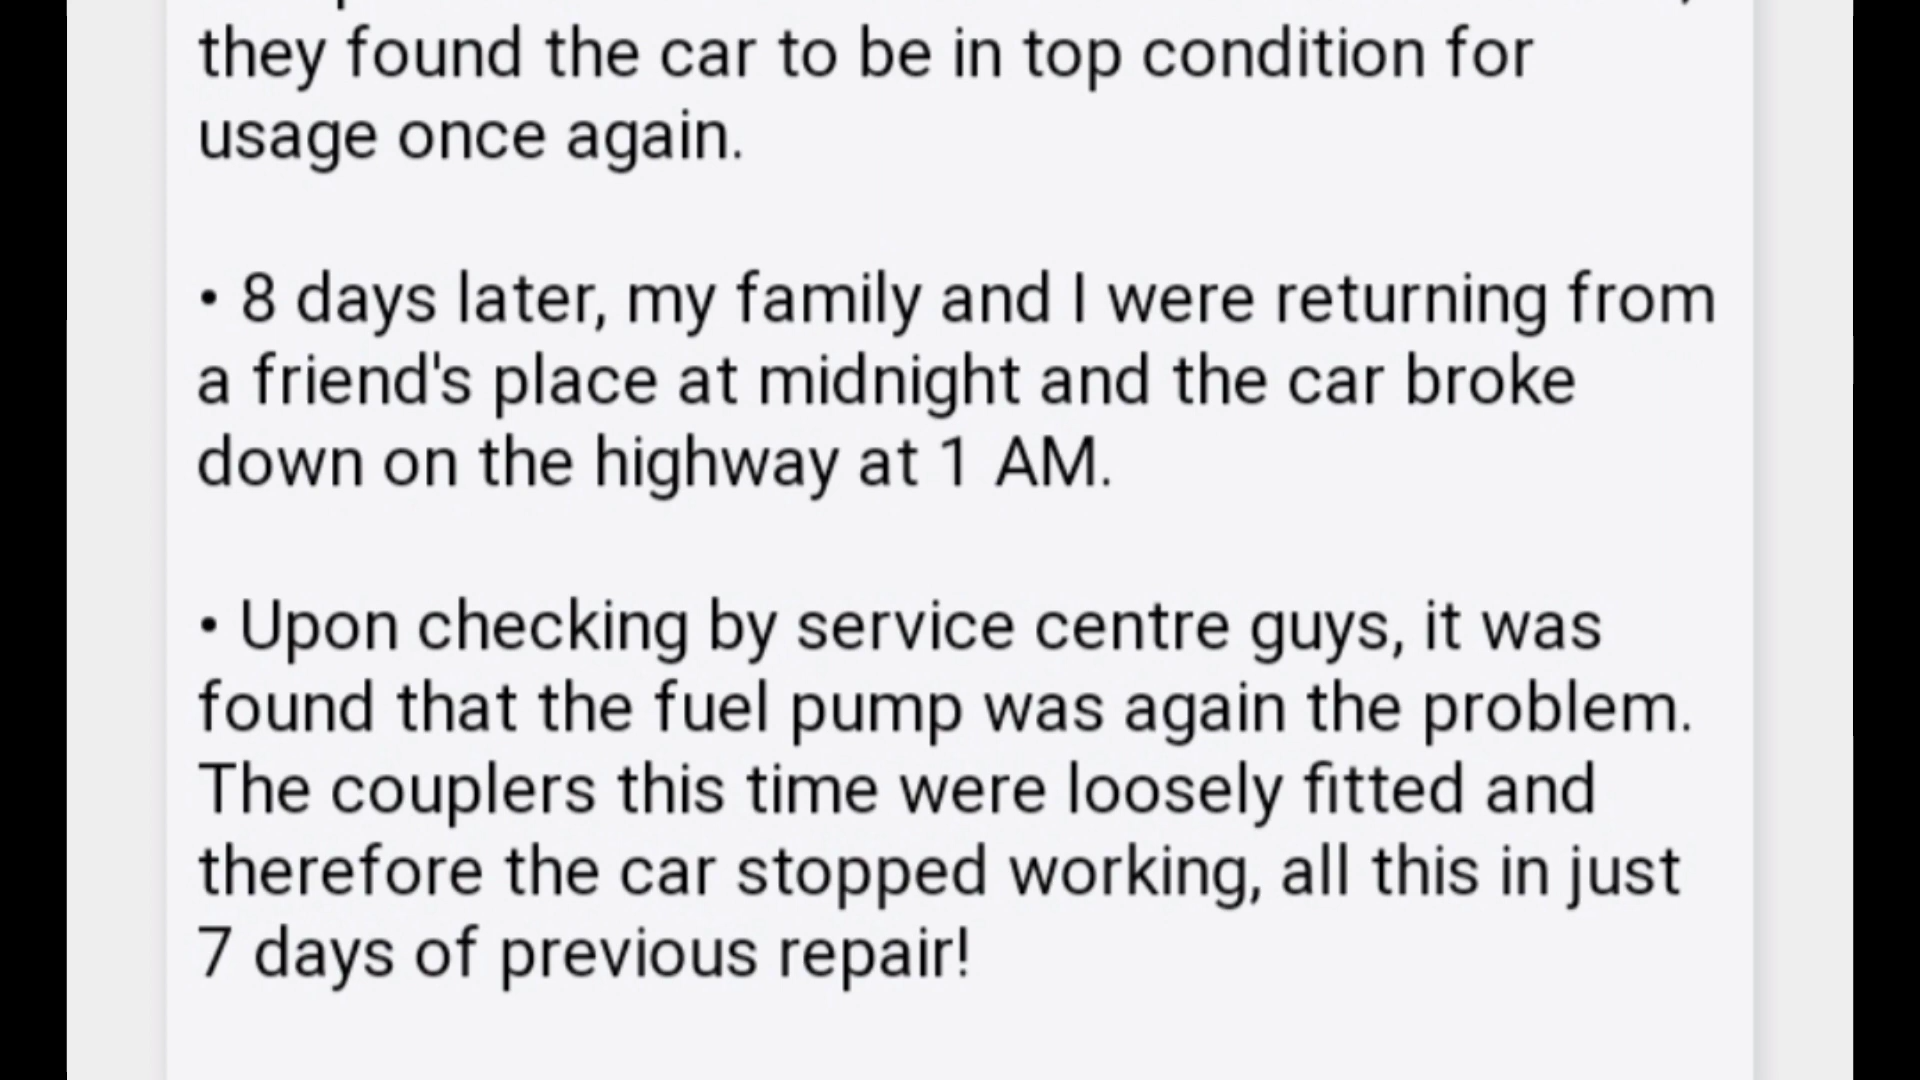 they found the car to be in top condition for
usage once again.
• 8 days later, my family and I were returning from
a friend's place at midnight and the car broke
down on the highway at 1 AM.
• Upon checking by service centre guys, it was
found that the fuel pump was again the problem.
The couplers this time were loosely fitted and
therefore the car stopped working, all this in just
7 days of previous repair!